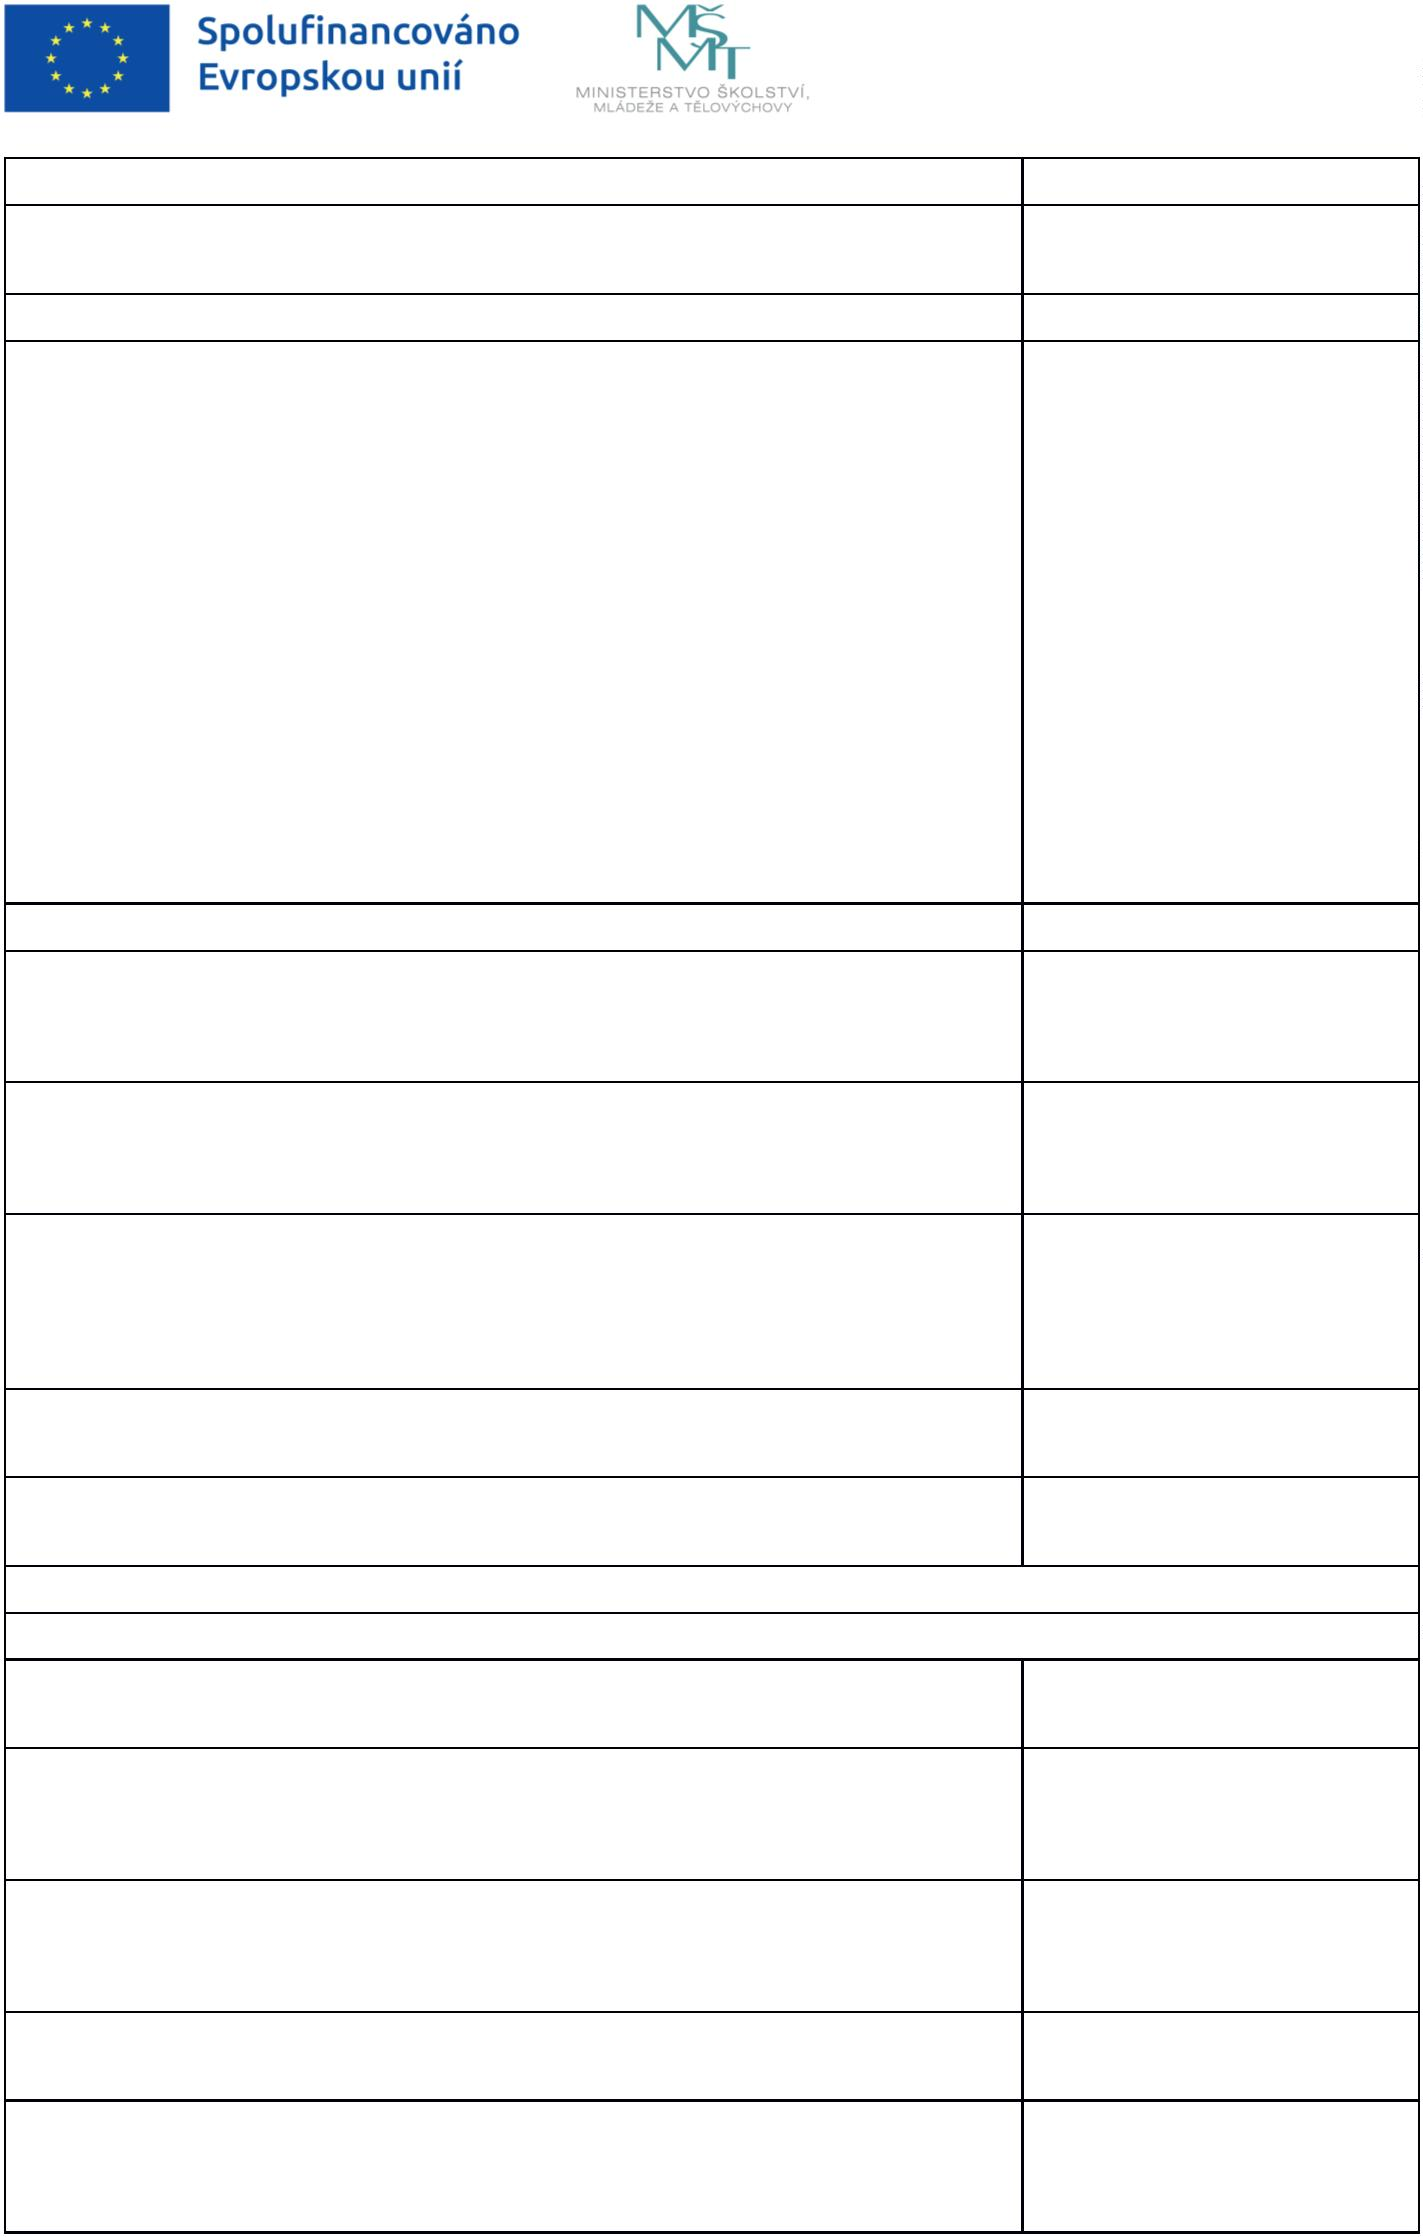 Spolufinancováno
Evropskou unií
MŠMT
MINISTERSTVO ŠKOLSTVÍ,
MLÁDEŽE A TĚLOVÝCHOVY